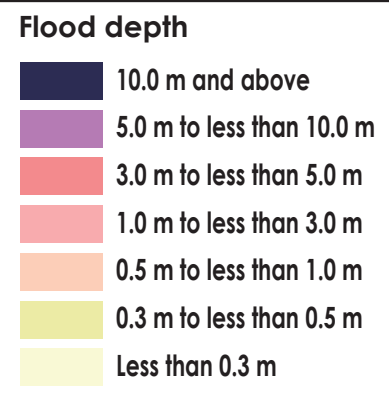 Flood depth
10.0 m and above
5.0 m to less than 10.0 m
3.0 m to less than 5.0 m
1.0 m to less than 3.0 m
0.5 m to less than 1.0 m
0.3 m to less than 0.5 m
Less than 0.3 m